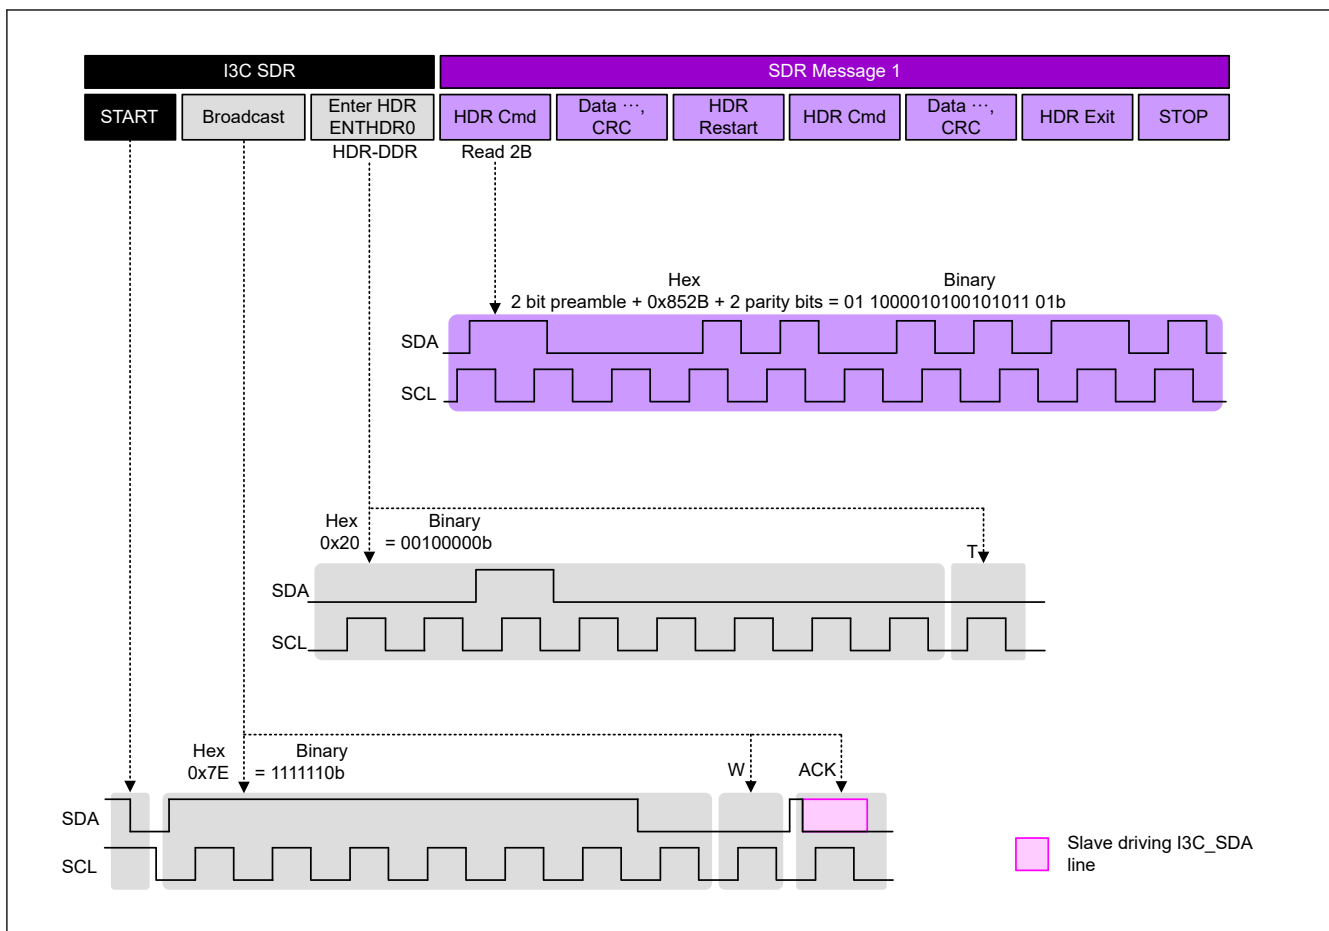 I3C SDR
SDR Message 1
START
Broadcast
Enter HDR
ENTHDR0
HDR Cmd
Data ⋯,
CRC
HDR
Restart
HDR Cmd
Data ⋯,
CRC
HDR Exit
STOP
HDR-DDR
Read 2B
Hex
Binary
2 bit preamble + 0x852B + 2 parity bits = 01 1000010100101011 01b
SDA
SCL
Hex
Binary
0x20
= 00100000b
T
SDA
SCL
Hex
Binary
0x7E
= 1111110b
W
ACK
SDA
SCL
Slave driving I3C_SDA
line